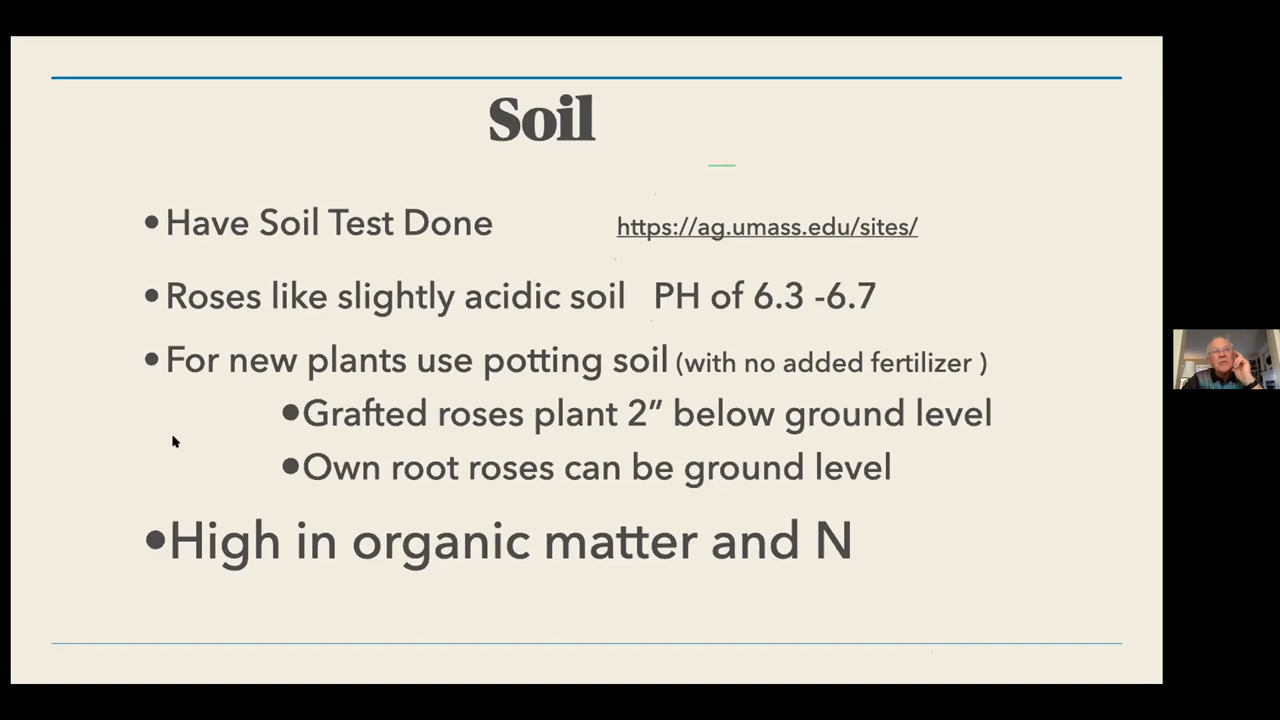 Soil
•Have Soil Test Done https://ag.umass.edu/sites/
•Roses like slightly acidic soil PH of 6.3 -6.7
•For new plants use potting soil (with no added fertilizer )
•Grafted roses plant 2” below ground level
•Own root roses can be ground level
•High in organic matter and N